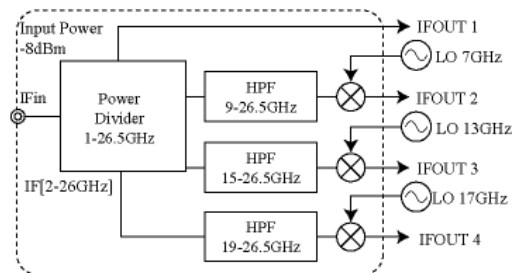 Input Power
-8dBm
IFOUT 1
LO 7GHz
IFin
Power
Divider
1-26.5GHz
HPF
9-26.5GHz
IFOUT 2
LO 13GHz
HPF
15-26.5GHz
IFOUT 3
IF[2-26GHz]
LO 17GHz
HPF
19-26.5GHz
IFOUT 4